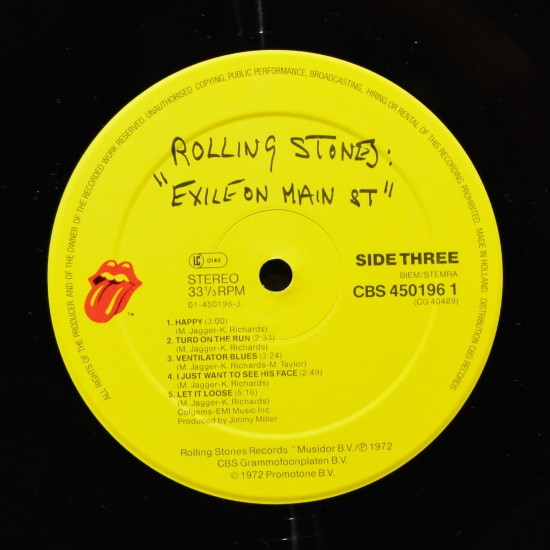 ALL RIGHTS OF THE PRODUCER AND OF THE OWNER OF THE RECORDED WORK RESERVED. UNAUTHORISED COPYING, PUBLIC PERFORMANCE, BROADCASTING, HIRING OR RENTAL OF THIS RECORDING PROHIBITED. MADE IN HOLLAND. DISTRIBUTION CBS RECORDS
ROLLING STONES:
"EXILE ON MAIN ST"
LC 0149
STEREO
33 1/3 RPM
01-450196-3
SIDE THREE
BIEM/STEMRA
CBS 450196 1
(CG 40489)
TM
1. HAPPY (3:00)
(M. Jagger-K. Richards)
2. TURD ON THE RUN (2:33)
(M. Jagger-K. Richards)
3. VENTILATOR BLUES (3:24)
(M. Jagger-K. Richards-M. Taylor)
4. I JUST WANT TO SEE HIS FACE (2:49)
(M. Jagger-K. Richards)
5. LET IT LOOSE (5:16)
(M. Jagger-K. Richards)
Colgems-EMI Music Inc.
Produced by Jimmy Miller
Rolling Stones Records ¨ Musidor B.V./℗ 1972
CBS Grammofoonplaten B.V.
© 1972 Promotone B.V.